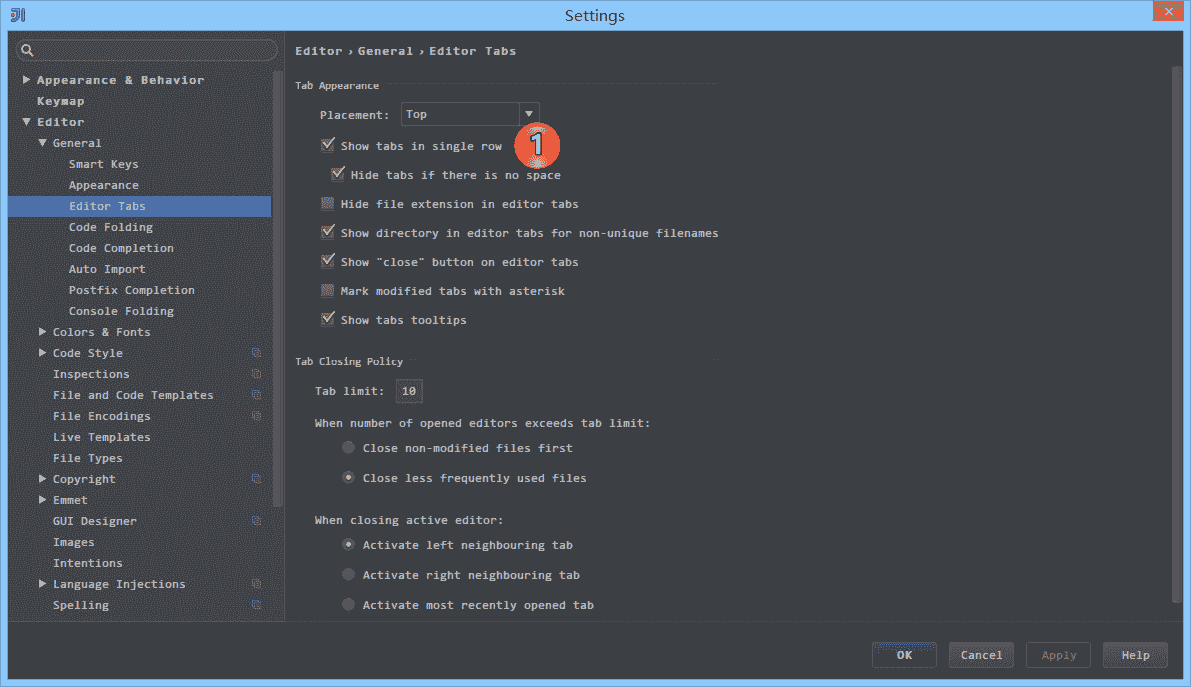 Settings
Editor › General › Editor Tabs
Appearance & Behavior
Keymap
Editor
General
Smart Keys
Appearance
Editor Tabs
Code Folding
Code Completion
Auto Import
Postfix Completion
Console Folding
Colors & Fonts
Code Style
Inspections
File and Code Templates
File Encodings
Live Templates
File Types
Copyright
Emmet
GUI Designer
Images
Intentions
Language Injections
Spelling
Tab Appearance
Placement: Top
Show tabs in single row 1
Hide tabs if there is no space
Hide file extension in editor tabs
Show directory in editor tabs for non-unique filenames
Show "close" button on editor tabs
Mark modified tabs with asterisk
Show tabs tooltips
Tab Closing Policy
Tab limit: 10
When number of opened editors exceeds tab limit:
Close non-modified files first
Close less frequently used files
When closing active editor:
Activate left neighbouring tab
Activate right neighbouring tab
Activate most recently opened tab
OK Cancel Apply Help